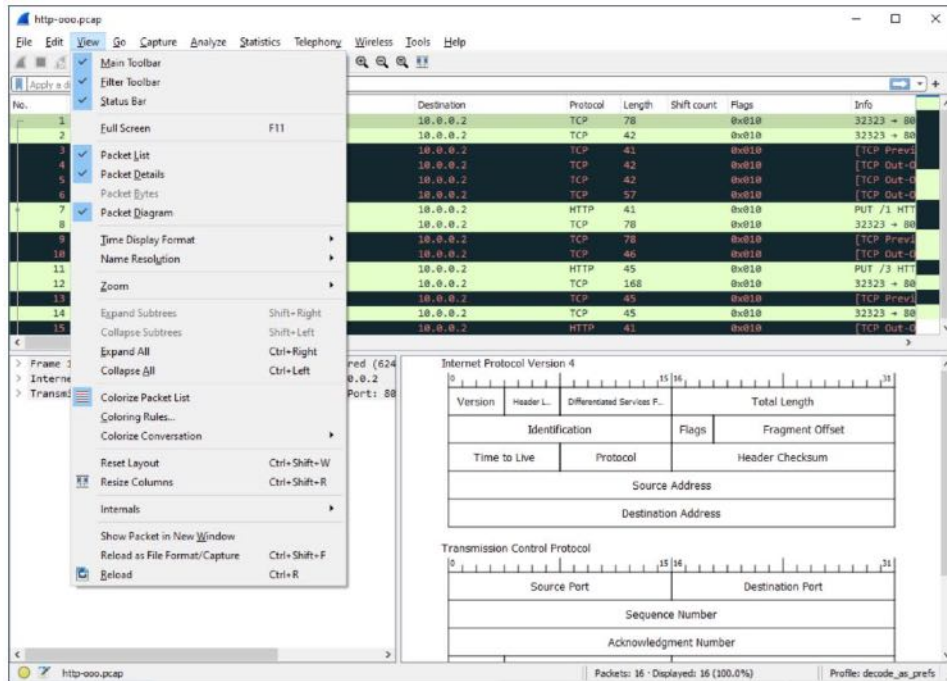 http-ooo.pcap
File Edit View Go Capture Analyze Statistics Telephony Wireless Tools Help
Main Toolbar
Filter Toolbar
Status Bar
Full Screen F11
Packet List
Packet Details
Packet Bytes
Packet Diagram
Time Display Format
Name Resolution
Zoom
Expand Subtrees Shift+Right
Collapse Subtrees Shift+Left
Expand All Ctrl+Right
Collapse All Ctrl+Left
Colorize Packet List
Coloring Rules...
Colorize Conversation
Reset Layout Ctrl+Shift+W
Resize Columns Ctrl+Shift+R
Internals
Show Packet in New Window
Reload as File Format/Capture Ctrl+Shift+F
Reload Ctrl+R
Apply a di
No. Destination Protocol Length Shift count Flags Info
1 10.0.0.2 TCP 78 0x010 32323 → 80
2 10.0.0.2 TCP 42 0x010 32323 → 80
3 10.0.0.2 TCP 41 0x010 [TCP Previ
4 10.0.0.2 TCP 42 0x010 [TCP Out-O
5 10.0.0.2 TCP 42 0x010 [TCP Out-O
6 10.0.0.2 TCP 57 0x010 [TCP Out-O
7 10.0.0.2 HTTP 41 0x010 PUT /1 HTT
8 10.0.0.2 TCP 78 0x010 32323 → 80
9 10.0.0.2 TCP 78 0x010 [TCP Previ
10 10.0.0.2 TCP 46 0x010 [TCP Out-O
11 10.0.0.2 HTTP 45 0x010 PUT /3 HTT
12 10.0.0.2 TCP 168 0x010 32323 → 80
13 10.0.0.2 TCP 45 0x010 [TCP Previ
14 10.0.0.2 TCP 45 0x010 32323 → 80
15 10.0.0.2 HTTP 41 0x010 [TCP Out-O
Frame red (624
Interne 0.0.2
Transmi Port: 80
Internet Protocol Version 4
0 15 16 31
Version Header L... Differentiated Services F... Total Length
Identification Flags Fragment Offset
Time to Live Protocol Header Checksum
Source Address
Destination Address
Transmission Control Protocol
0 15 16 31
Source Port Destination Port
Sequence Number
Acknowledgment Number
http-ooo.pcap Packets: 16 · Displayed: 16 (100.0%) Profile: decode_as_prefs